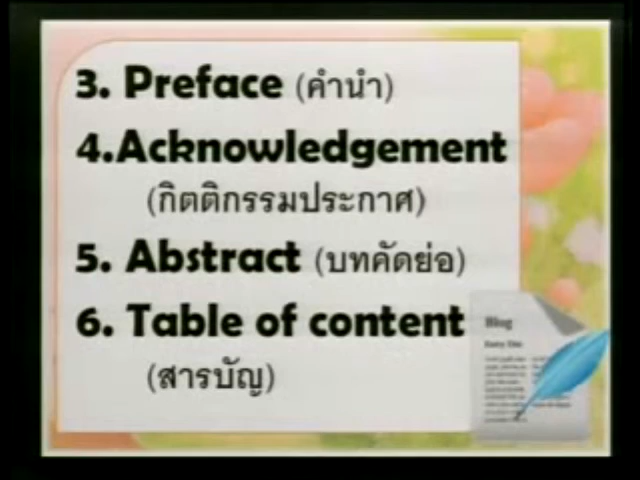 3. Preface (คำนำ)
4.Acknowledgement
(กิตติกรรมประกาศ)
5. Abstract (บทคัดย่อ)
6. Table of content
(สารบัญ)
Blog